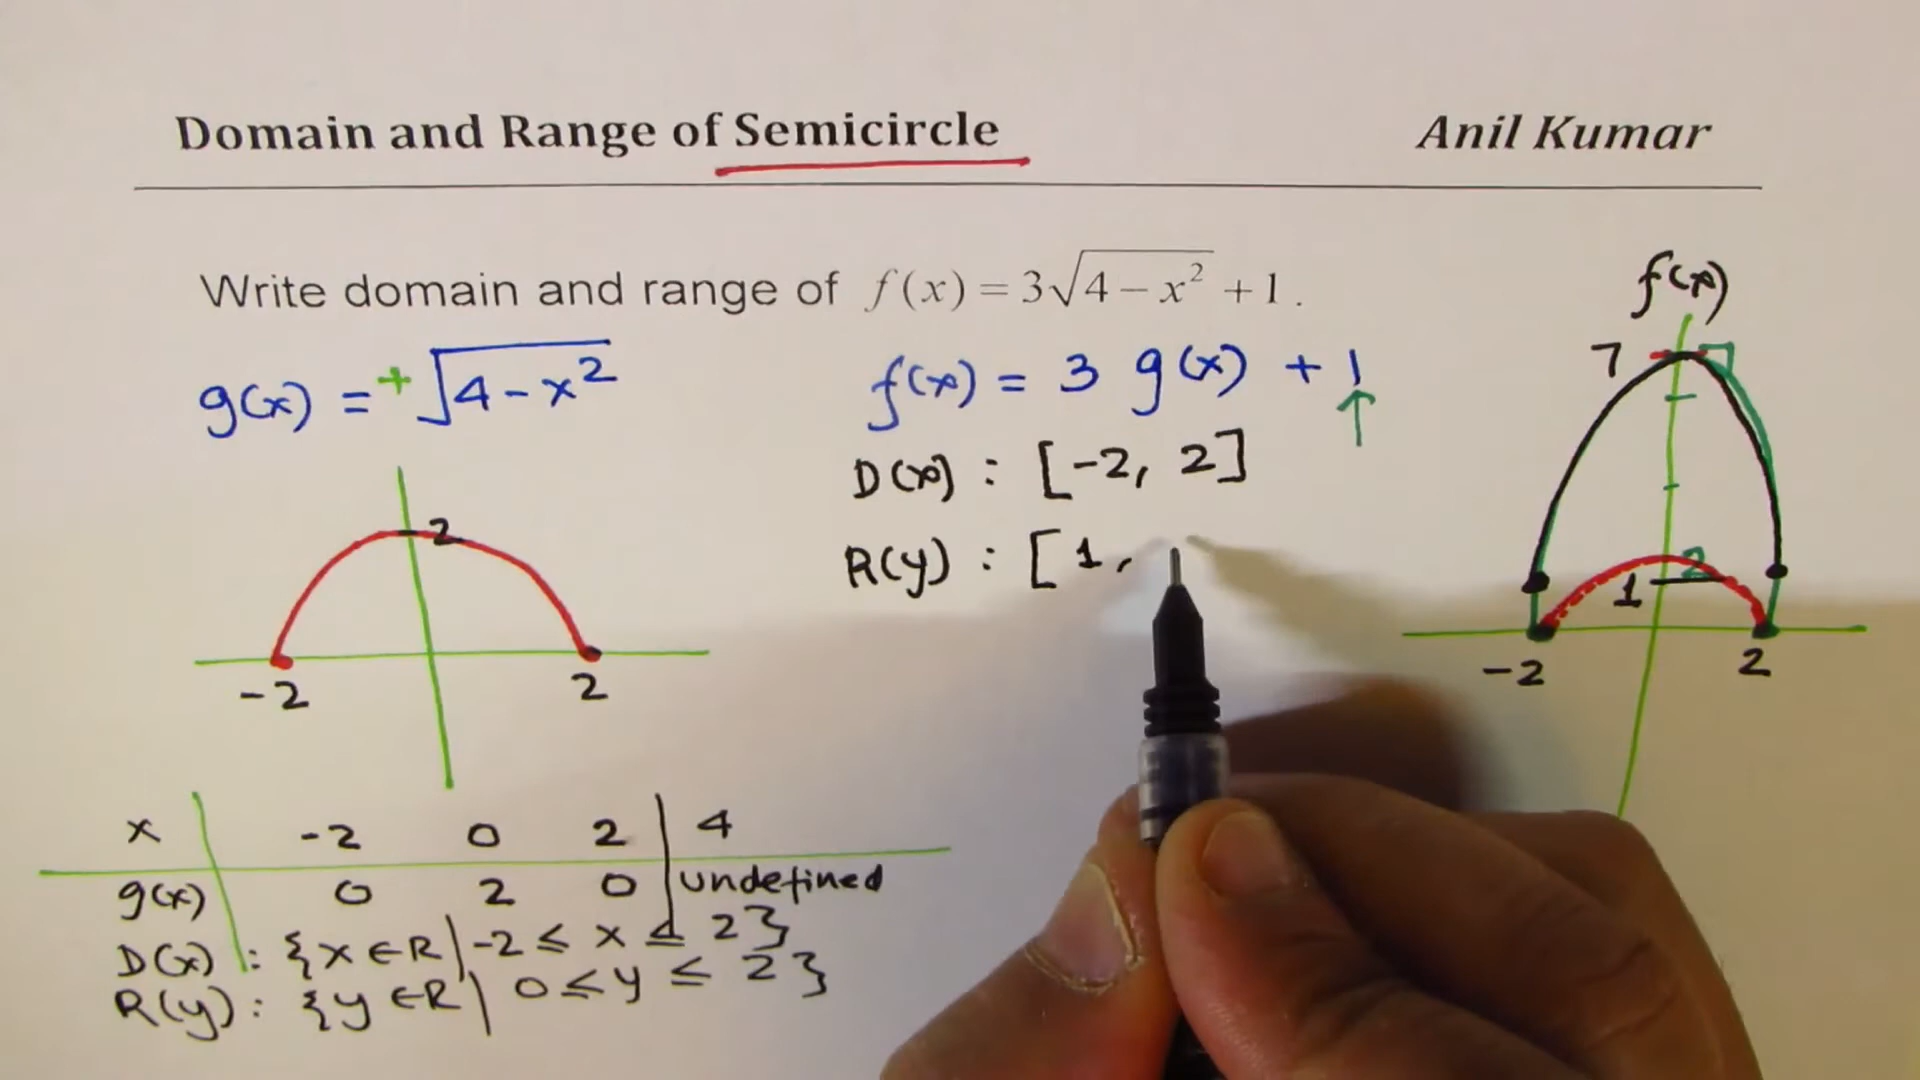 Domain and Range of Semicircle Anil Kumar
Write domain and range of f(x) = 3√(4 − x²) + 1 .
g(x) = +√(4 - x²)
f(x) = 3 g(x) + 1
↑
D(x) : [-2, 2]
R(y) : [1,
2
-2 2
f(x)
7
2
1
-2 2
x -2 0 2 4
g(x) 0 2 0 undefined
D(x) : {x ∈ R | -2 ≤ x ≤ 2}
R(y) : {y ∈ R | 0 ≤ y ≤ 2}